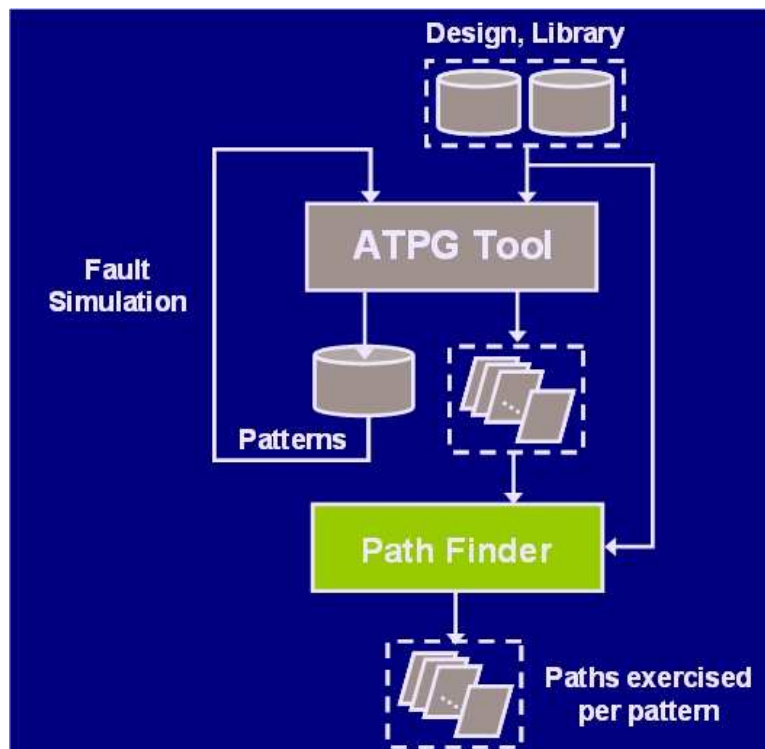 Design, Library
ATPG Tool
Fault
Simulation
Patterns
Path Finder
Paths exercised
per pattern